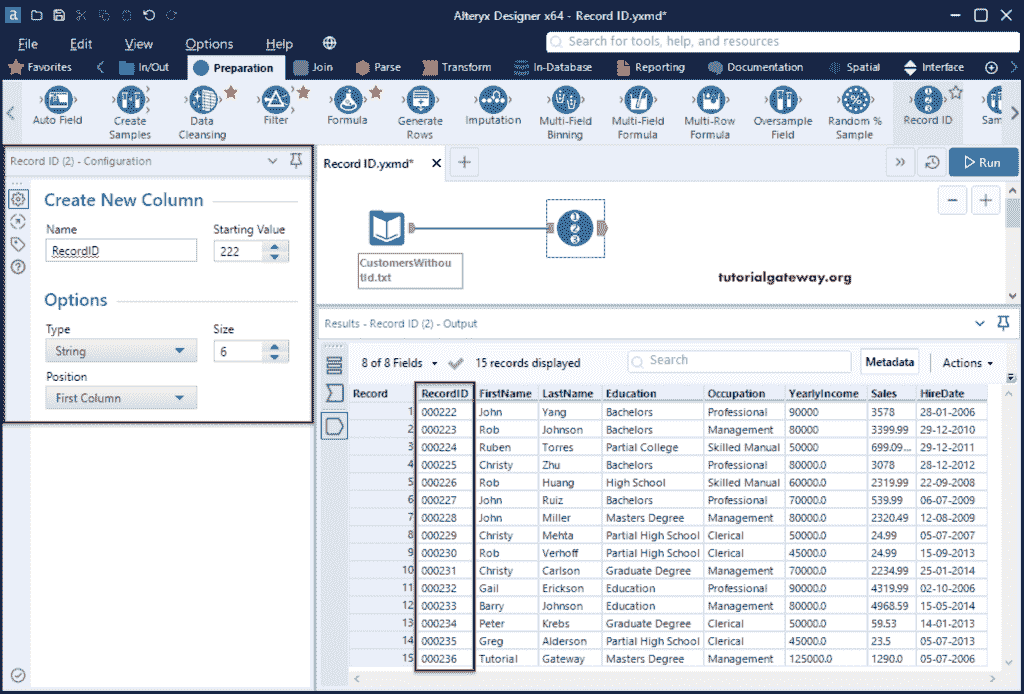 Alteryx Designer x64 - Record ID.yxmd*
File Edit View Options Help
Search for tools, help, and resources
Favorites In/Out Preparation Join Parse Transform In-Database Reporting Documentation Spatial Interface
Auto Field
Create Samples
Data Cleansing
Filter
Formula
Generate Rows
Imputation
Multi-Field Binning
Multi-Field Formula
Multi-Row Formula
Oversample Field
Random % Sample
Record ID
Sam
Record ID (2) - Configuration
Create New Column
Name Starting Value
RecordID 222
Options
Type Size
String 6
Position
First Column
Record ID.yxmd*
Run
1
2
3
CustomersWithou
tId.txt
tutorialgateway.org
Results - Record ID (2) - Output
8 of 8 Fields 15 records displayed Search Metadata Actions
Record RecordID FirstName LastName Education Occupation YearlyIncome Sales HireDate
1 000222 John Yang Bachelors Professional 90000 3578 28-01-2006
2 000223 Rob Johnson Bachelors Management 80000 3399.99 29-12-2010
3 000224 Ruben Torres Partial College Skilled Manual 50000 699.09... 29-12-2011
4 000225 Christy Zhu Bachelors Professional 80000.0 3078 28-12-2012
5 000226 Rob Huang High School Skilled Manual 60000.0 2319.99 22-09-2008
6 000227 John Ruiz Bachelors Professional 70000.0 539.99 06-07-2009
7 000228 John Miller Masters Degree Management 80000.0 2320.49 12-08-2009
8 000229 Christy Mehta Partial High School Clerical 50000.0 24.99 05-07-2007
9 000230 Rob Verhoff Partial High School Clerical 45000.0 24.99 15-09-2013
10 000231 Christy Carlson Graduate Degree Management 70000.0 2234.99 25-01-2014
11 000232 Gail Erickson Education Professional 90000.0 4319.99 02-10-2006
12 000233 Barry Johnson Education Management 80000.0 4968.59 15-05-2014
13 000234 Peter Krebs Graduate Degree Clerical 50000.0 59.53 14-01-2013
14 000235 Greg Alderson Partial High School Clerical 45000.0 23.5 05-07-2013
15 000236 Tutorial Gateway Masters Degree Management 125000.0 1290.0 05-07-2006